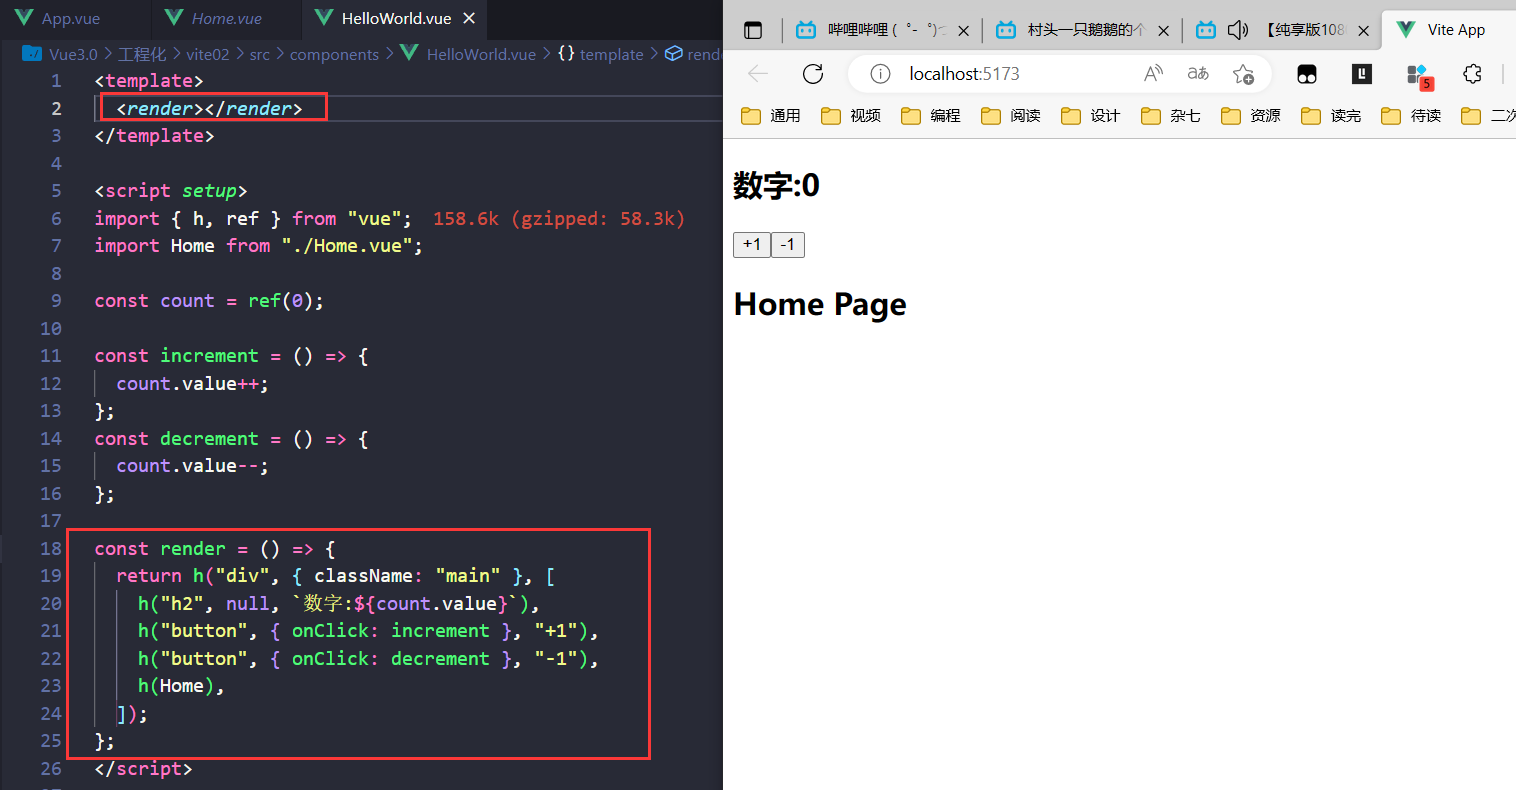 App.vue Home.vue HelloWorld.vue
Vue3.0 > 工程化 > vite02 > src > components > HelloWorld.vue > {} template >
1 <template>
2 <render></render>
3 </template>
4
5 <script setup>
6 import { h, ref } from "vue"; 158.6k (gzipped: 58.3k)
7 import Home from "./Home.vue";
8
9 const count = ref(0);
10
11 const increment = () => {
12 count.value++;
13 };
14 const decrement = () => {
15 count.value--;
16 };
17
18 const render = () => {
19 return h("div", { className: "main" }, [
20 h("h2", null, `数字:${count.value}`),
21 h("button", { onClick: increment }, "+1"),
22 h("button", { onClick: decrement }, "-1"),
23 h(Home),
24 ]);
25 };
26 </script>
哔哩哔哩 ( ゜- ゜)つ 村头一只鹅鹅的个 【纯享版108 Vite App
localhost:5173 A aあ 5
通用 视频 编程 阅读 设计 杂七 资源 读完 待读 二次
数字:0
+1 -1
Home Page